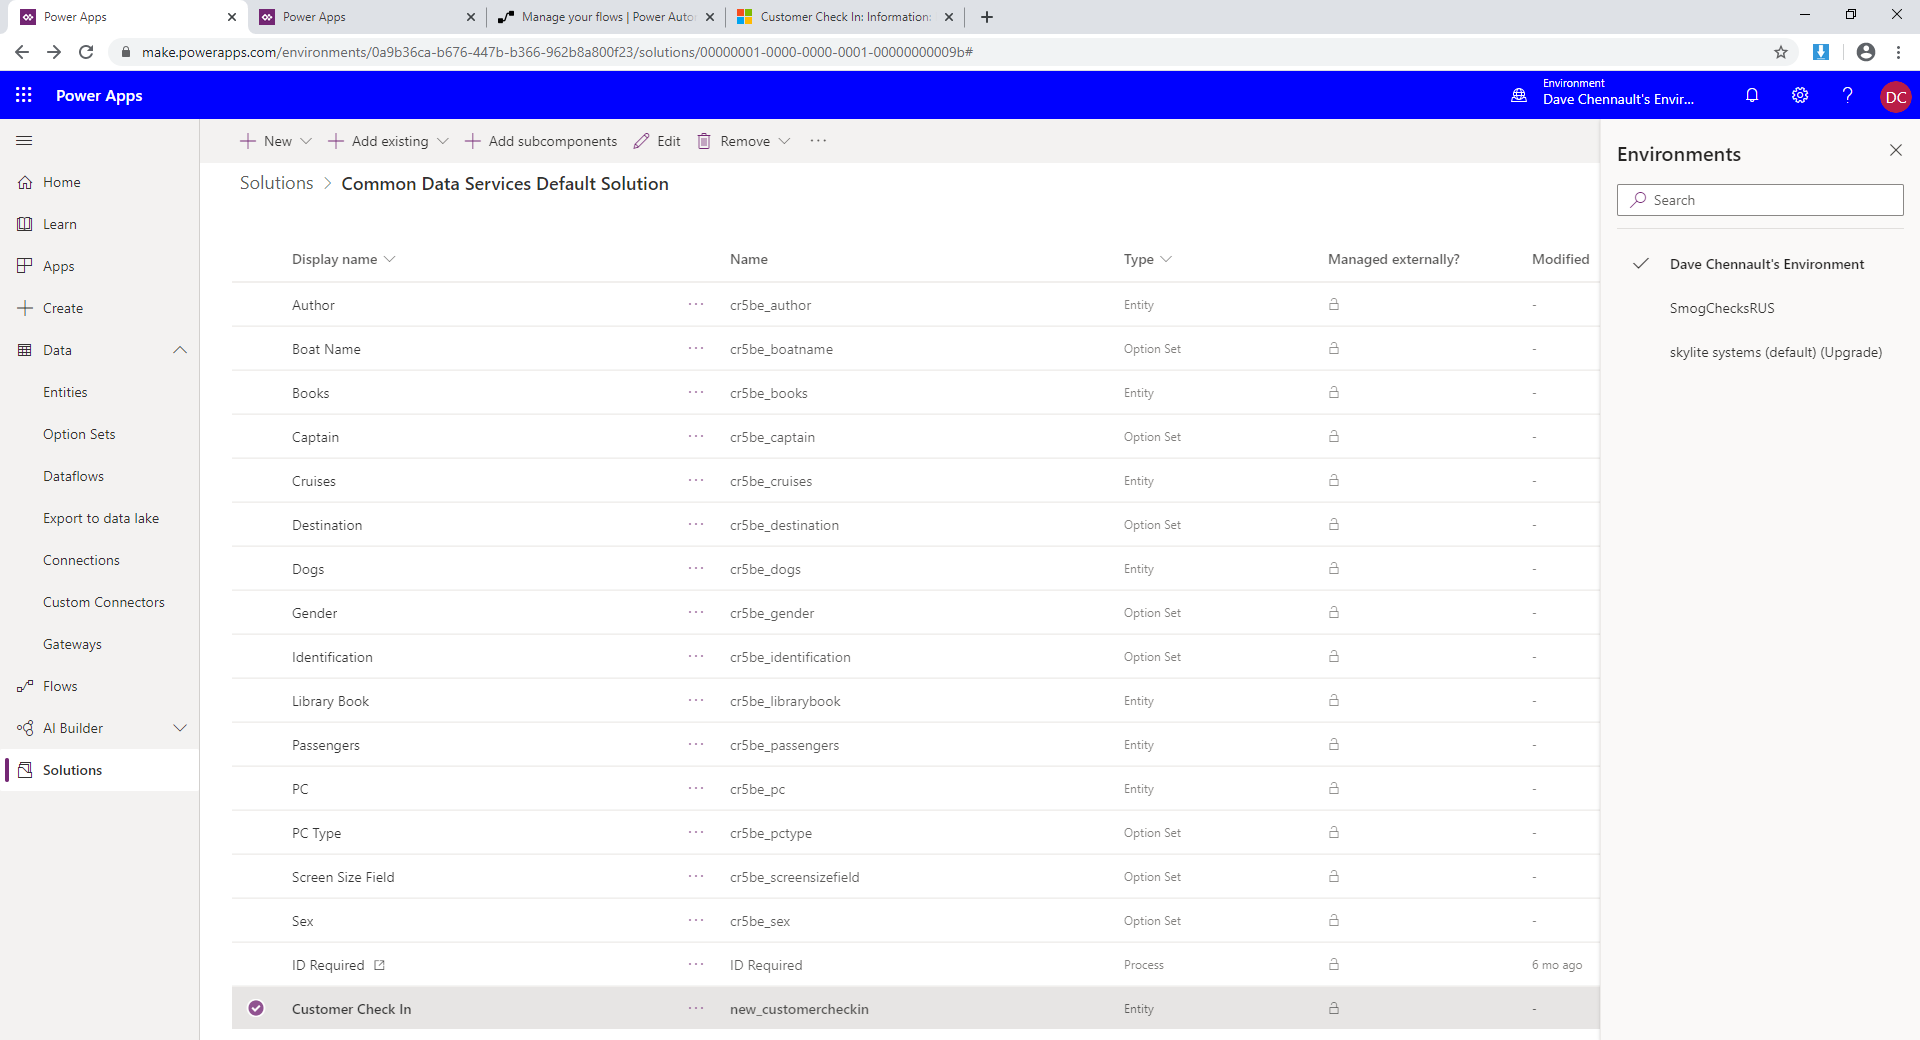 Power Apps
Power Apps
Manage your flows | Power Auto
Customer Check In: Information:
make.powerapps.com/environments/0a9b36ca-b676-447b-b366-962b8a800f23/solutions/00000001-0000-0000-0001-00000000009b#
Power Apps
Environment
Dave Chennault's Envir...
?
DC
Home
Learn
Apps
Create
Data
Entities
Option Sets
Dataflows
Export to data lake
Connections
Custom Connectors
Gateways
Flows
AI Builder
Solutions
New
Add existing
Add subcomponents
Edit
Remove
...
Solutions > Common Data Services Default Solution
Display name Name Type Managed externally? Modified
Author ... cr5be_author Entity -
Boat Name ... cr5be_boatname Option Set -
Books ... cr5be_books Entity -
Captain ... cr5be_captain Option Set -
Cruises ... cr5be_cruises Entity -
Destination ... cr5be_destination Option Set -
Dogs ... cr5be_dogs Entity -
Gender ... cr5be_gender Option Set -
Identification ... cr5be_identification Option Set -
Library Book ... cr5be_librarybook Entity -
Passengers ... cr5be_passengers Entity -
PC ... cr5be_pc Entity -
PC Type ... cr5be_pctype Option Set -
Screen Size Field ... cr5be_screensizefield Option Set -
Sex ... cr5be_sex Option Set -
ID Required ... ID Required Process 6 mo ago
Customer Check In ... new_customercheckin Entity -
Environments
Search
Dave Chennault's Environment
SmogChecksRUS
skylite systems (default) (Upgrade)